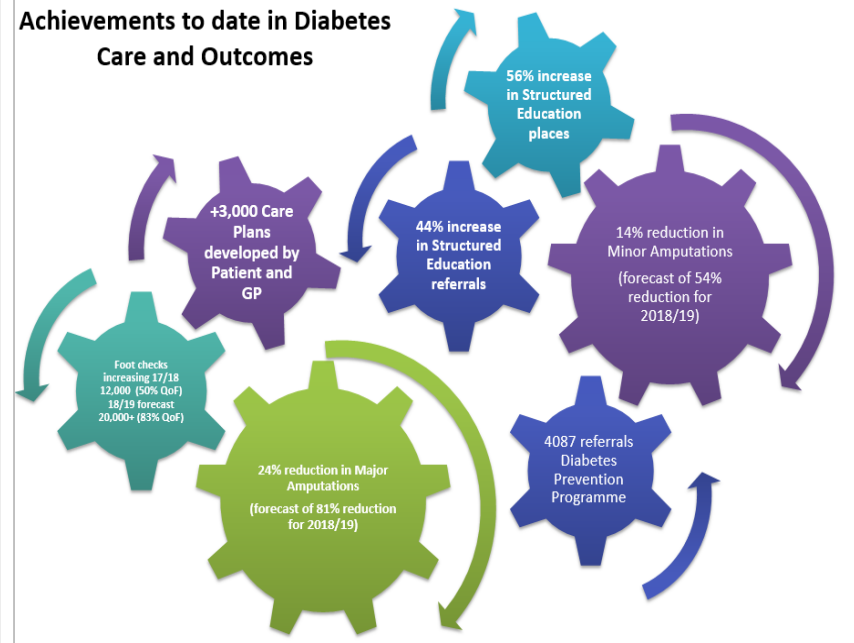 Achievements to date in Diabetes
Care and Outcomes
56% increase
in Structured
Education
places
+3,000 Care
Plans
developed by
Patient and
GP
44% increase
in Structured
Education
referrals
14% reduction in
Minor Amputations
(forecast of 54%
reduction for
2018/19)
Foot checks
increasing 17/18
12,000 (50% QoF)
18/19 forecast
20,000+ (83% QoF)
24% reduction in Major
Amputations
(forecast of 81% reduction
for 2018/19)
4087 referrals
Diabetes
Prevention
Programme